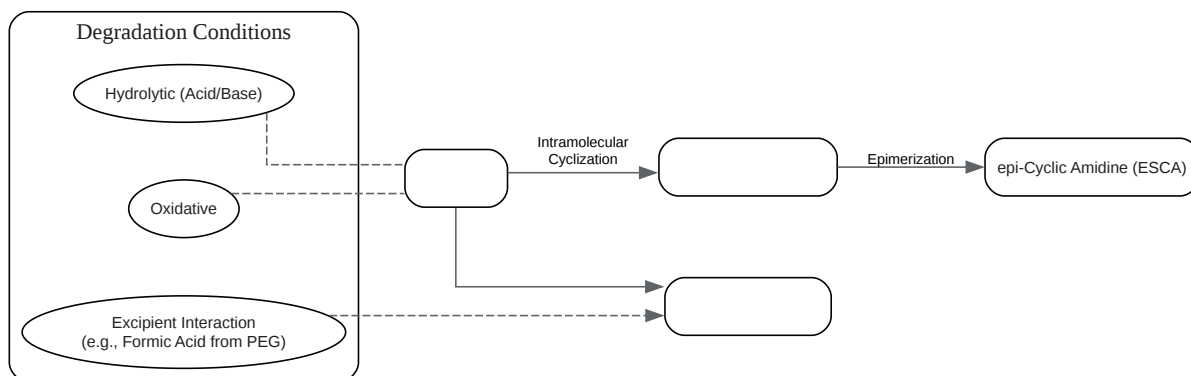 Degradation Conditions
Hydrolytic (Acid/Base)
Oxidative
Excipient Interaction
(e.g., Formic Acid from PEG)
Intramolecular
Cyclization
Epimerization
epi-Cyclic Amidine (ESCA)